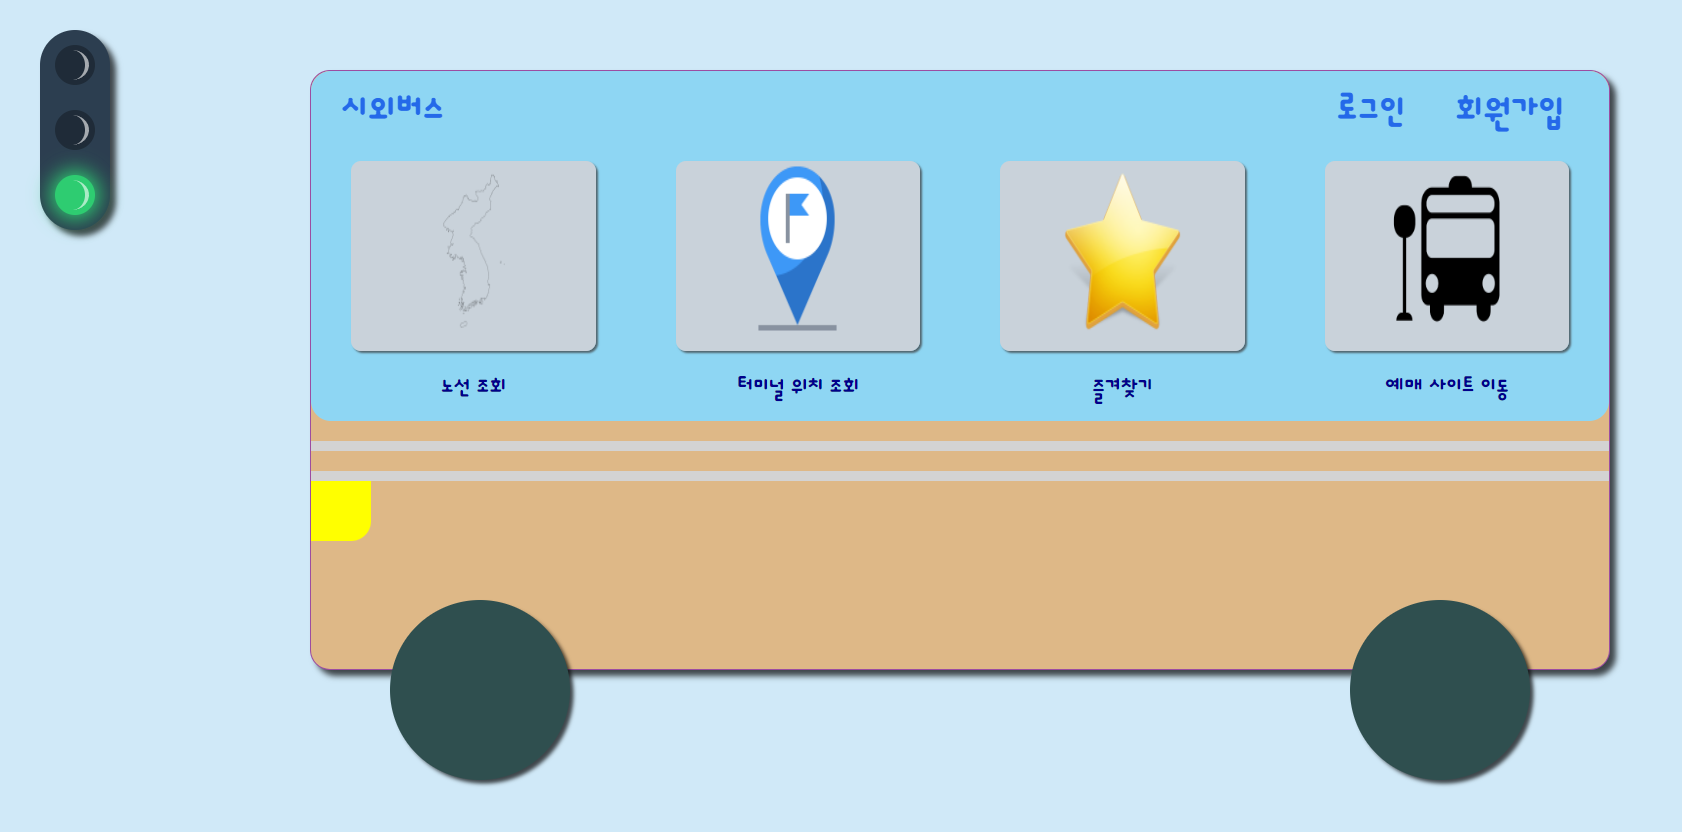 시외버스
로그인 회원가입
노선 조회
터미널 위치 조회
즐겨찾기
예매 사이트 이동